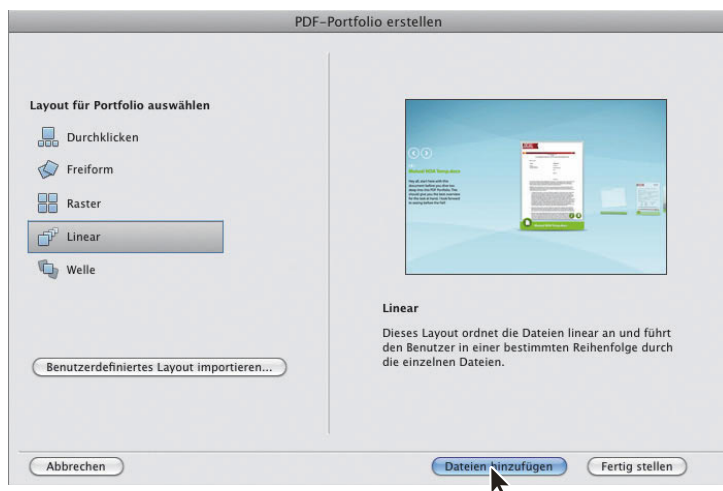 PDF-Portfolio erstellen
Layout für Portfolio auswählen
Durchklicken
Freiform
Raster
Linear
Welle
Benutzerdefiniertes Layout importieren...
Linear
Dieses Layout ordnet die Dateien linear an und führt
den Benutzer in einer bestimmten Reihenfolge durch
die einzelnen Dateien.
Abbrechen
Dateien hinzufügen
Fertig stellen